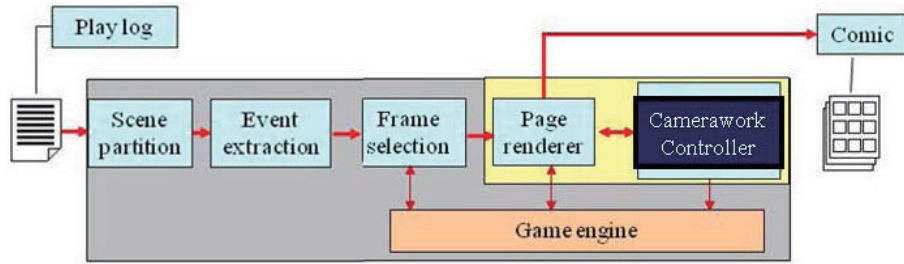 Play log
Comic
Scene
partition
Event
extraction
Frame
selection
Page
renderer
Camerawork
Controller
Game engine